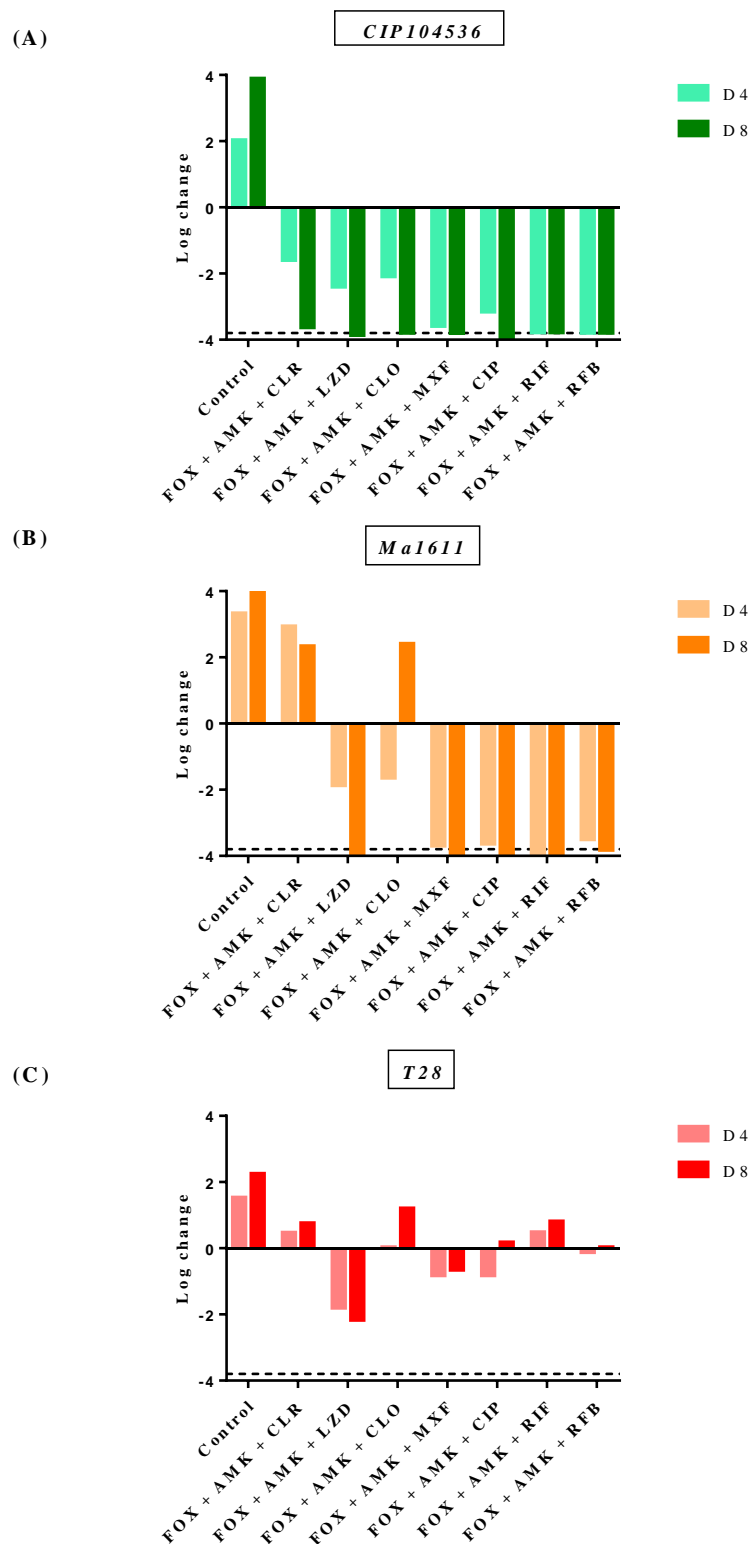 (A)
CIP104536
4
2
0
-2
-4
Log change
D 4
D 8
Control
FOX + AMK + CLR
FOX + AMK + LZD
FOX + AMK + CLO
FOX + AMK + MXF
FOX + AMK + CIP
FOX + AMK + RIF
FOX + AMK + RFB
(B)
Ma1611
4
2
0
-2
-4
Log change
D 4
D 8
Control
FOX + AMK + CLR
FOX + AMK + LZD
FOX + AMK + CLO
FOX + AMK + MXF
FOX + AMK + CIP
FOX + AMK + RIF
FOX + AMK + RFB
(C)
T28
4
2
0
-2
-4
Log change
D 4
D 8
Control
FOX + AMK + CLR
FOX + AMK + LZD
FOX + AMK + CLO
FOX + AMK + MXF
FOX + AMK + CIP
FOX + AMK + RIF
FOX + AMK + RFB